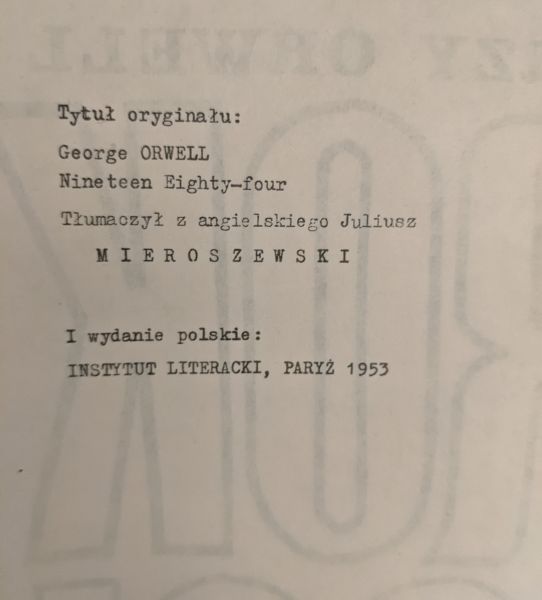 Tytuł oryginału:
George ORWELL
Nineteen Eighty-four
Tłumaczył z angielskiego Juliusz
M I E R O S Z E W S K I
I wydanie polskie:
INSTYTUT LITERACKI, PARYŻ 1953